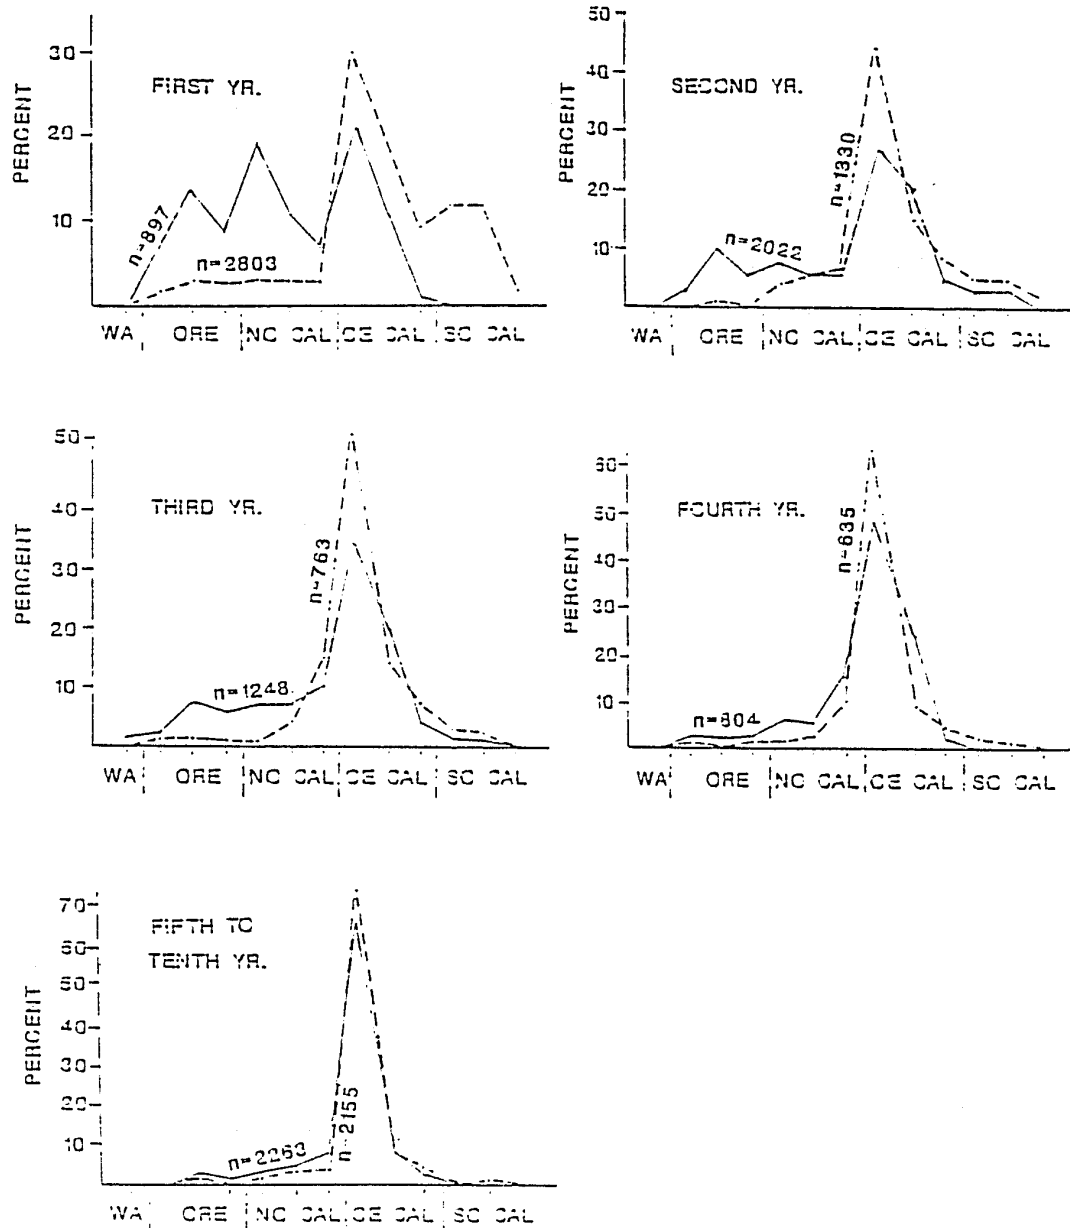 PERCENT
30
20
10
FIRST YR.
n=897
n=2803
WA ORE NC CAL CE CAL SC CAL
PERCENT
50
40
30
20
10
SECOND YR.
n=1330
n=2022
WA ORE NC CAL CE CAL SC CAL
PERCENT
50
40
30
20
10
THIRD YR.
n=763
n=1248
WA ORE NC CAL CE CAL SC CAL
PERCENT
60
50
40
30
20
10
FOURTH YR.
n=635
n=804
WA ORE NC CAL CE CAL SC CAL
PERCENT
70
60
50
40
30
20
10
FIFTH TO
TENTH YR.
n=2263
n=2155
WA ORE NC CAL CE CAL SC CAL